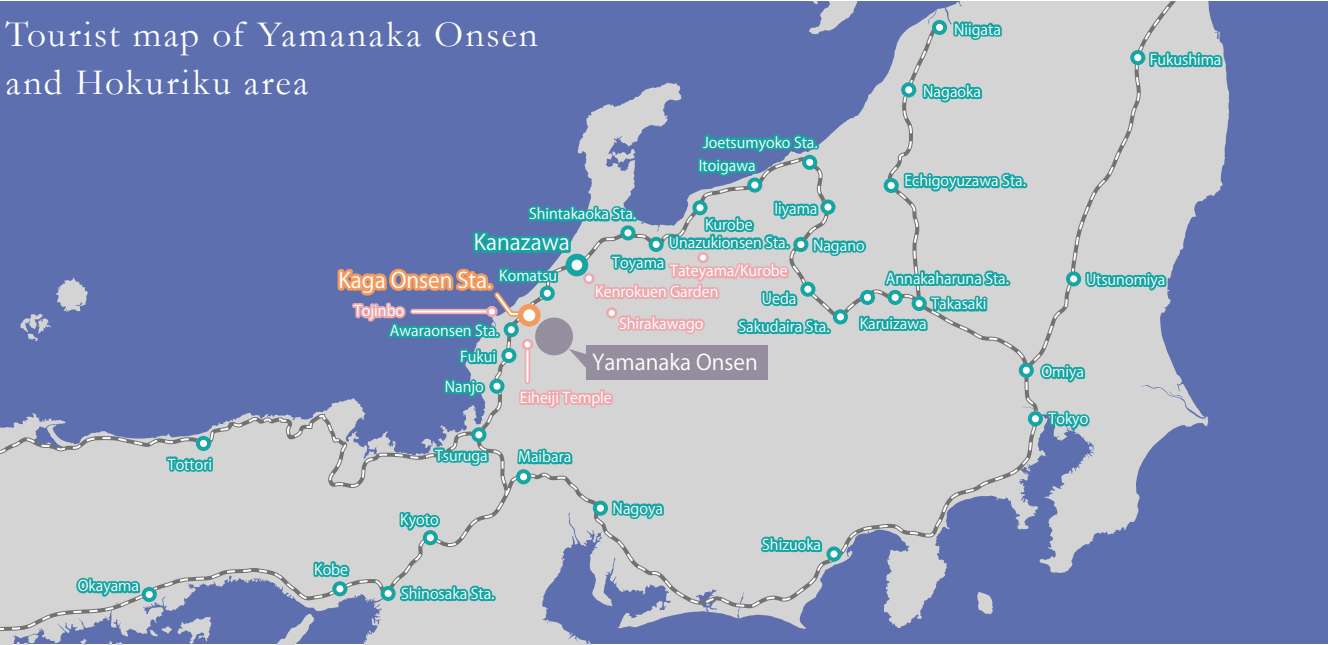 Tourist map of Yamanaka Onsen
and Hokuriku area
Niigata
Fukushima
Nagaoka
Joetsumyoko Sta.
Itoigawa
Echigoyuzawa Sta.
Iiyama
Shintakaoka Sta.
Kurobe
Unazukionsen Sta.
Kanazawa
Toyama
Nagano
Tateyama/Kurobe
Komatsu
Kaga Onsen Sta.
Kenrokuen Garden
Annakaharuna Sta.
Utsunomiya
Ueda
Takasaki
Tojinbo
Shirakawago
Sakudaira Sta.
Karuizawa
Awaraonsen Sta.
Fukui
Yamanaka Onsen
Omiya
Nanjo
Eiheiji Temple
Tokyo
Tsuruga
Maibara
Tottori
Nagoya
Kyoto
Shizuoka
Kobe
Okayama
Shinosaka Sta.